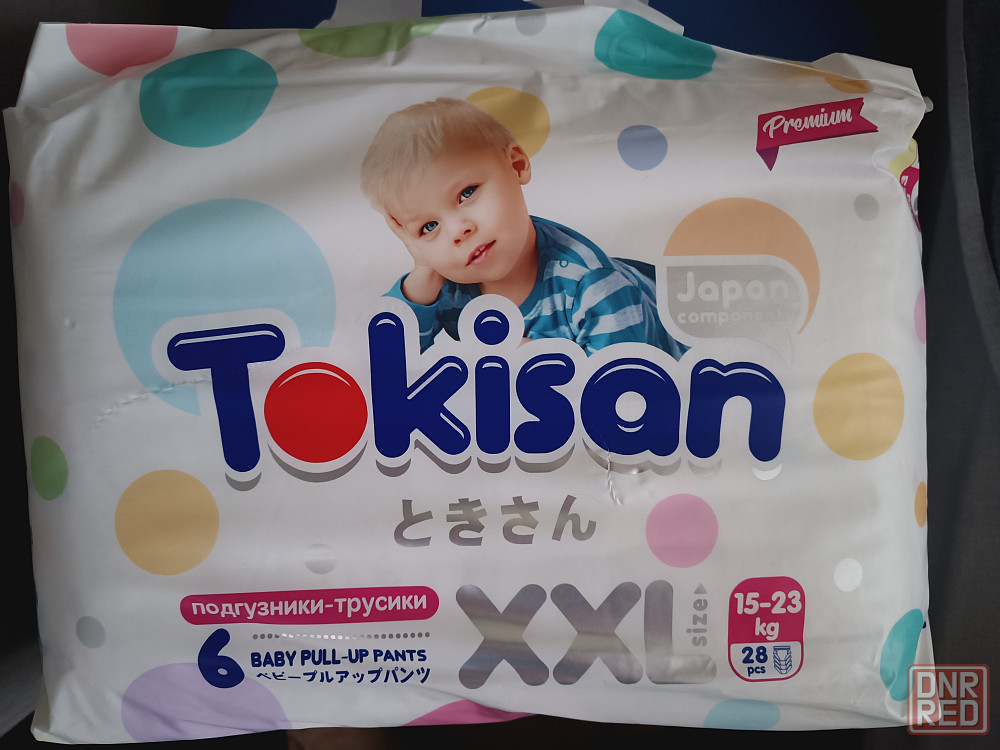 Premium
Japan
components
Tokisan
ときさん
подгузники-трусики
6
BABY PULL-UP PANTS
ベビープルアップパンツ
XXL
size
15-23
kg
28
pcs
DNR
RED